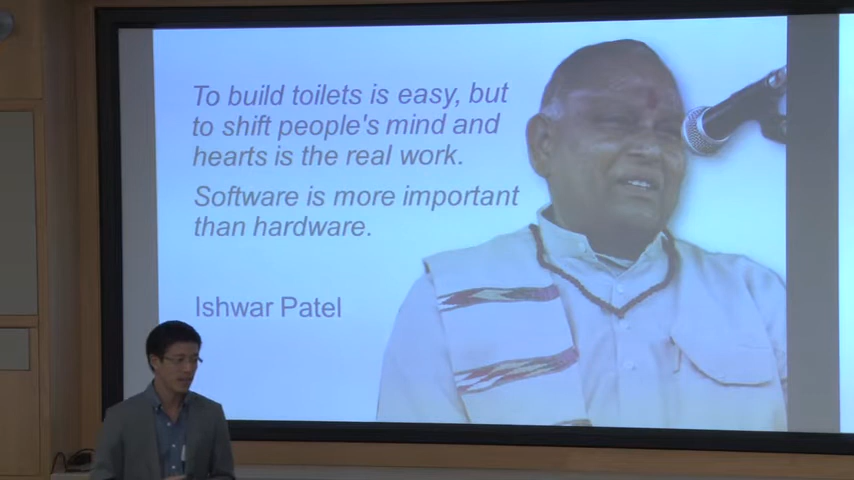 To build toilets is easy, but
to shift people's mind and
hearts is the real work.
Software is more important
than hardware.
Ishwar Patel